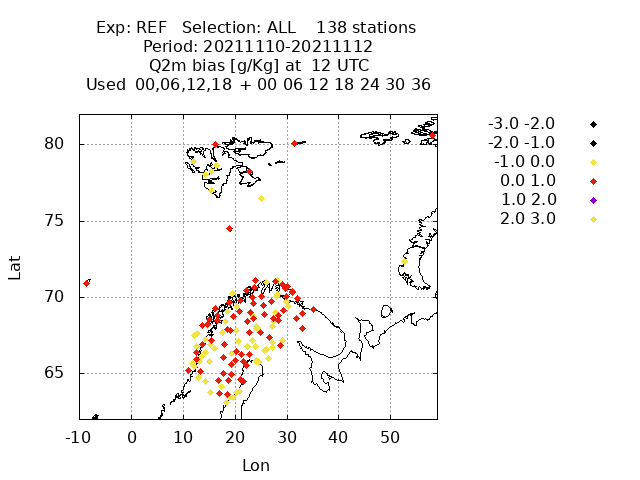 Exp: REF Selection: ALL 138 stations
Period: 20211110-20211112
Q2m bias [g/Kg] at 12 UTC
Used 00,06,12,18 + 00 06 12 18 24 30 36
-3.0 -2.0
-2.0 -1.0
-1.0 0.0
0.0 1.0
1.0 2.0
2.0 3.0
80
75
70
65
Lat
-10 0 10 20 30 40 50
Lon